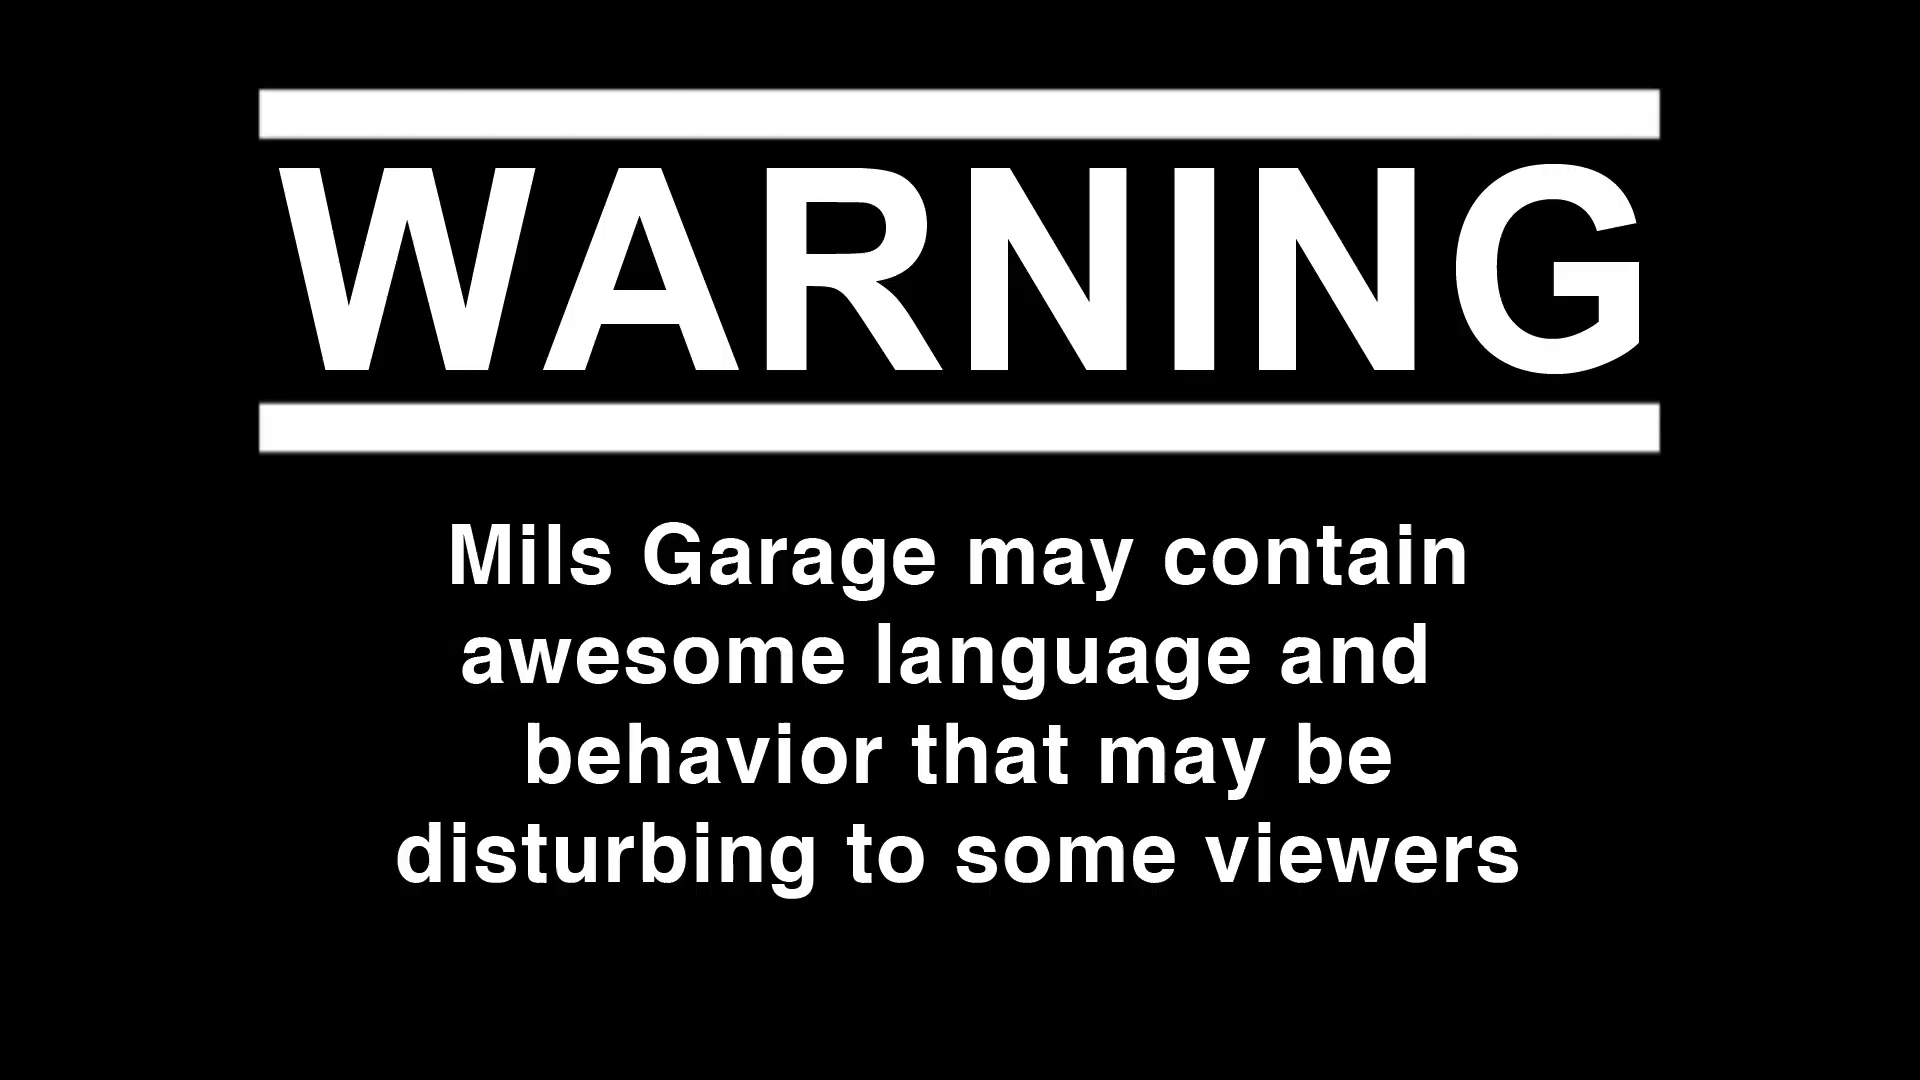 WARNING
Mils Garage may contain
awesome language and
behavior that may be
disturbing to some viewers